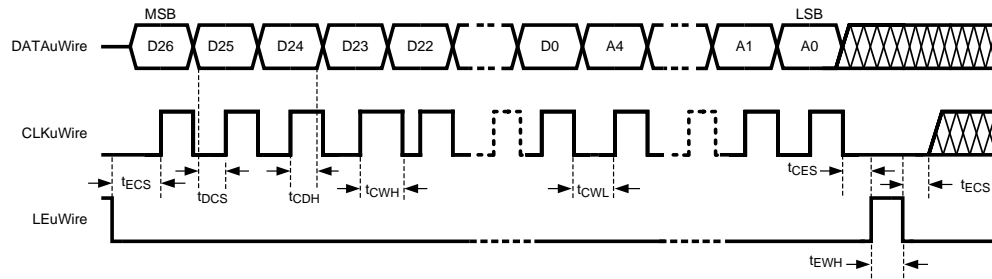 MSB
LSB
DATAuWire
D26
D25
D24
D23
D22
D0
A4
A1
A0
CLKuWire
tECS
tDCS
tCDH
tCWH
tCWL
tCES
tECS
LEuWire
tEWH